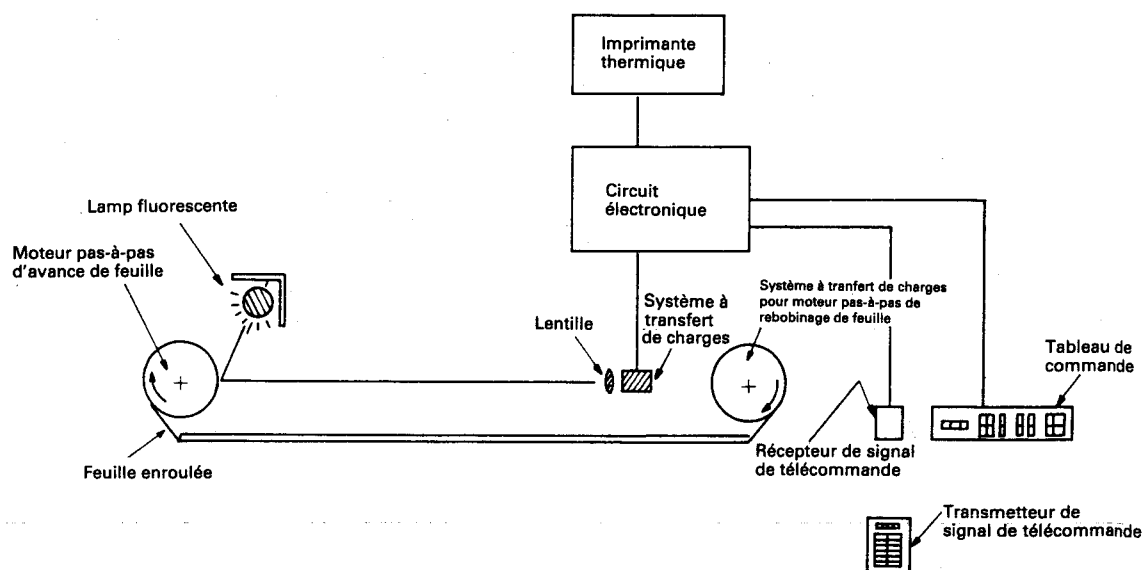 Imprimante
thermique
Circuit
électronique
Lamp fluorescente
Moteur pas-à-pas
d'avance de feuille
Système à
transfert
de charges
Lentille
Système à tranfert de charges
pour moteur pas-à-pas de
rebobinage de feuille
Tableau de
commande
Feuille enroulée
Récepteur de signal
de télécommande
Transmetteur de
signal de télécommande